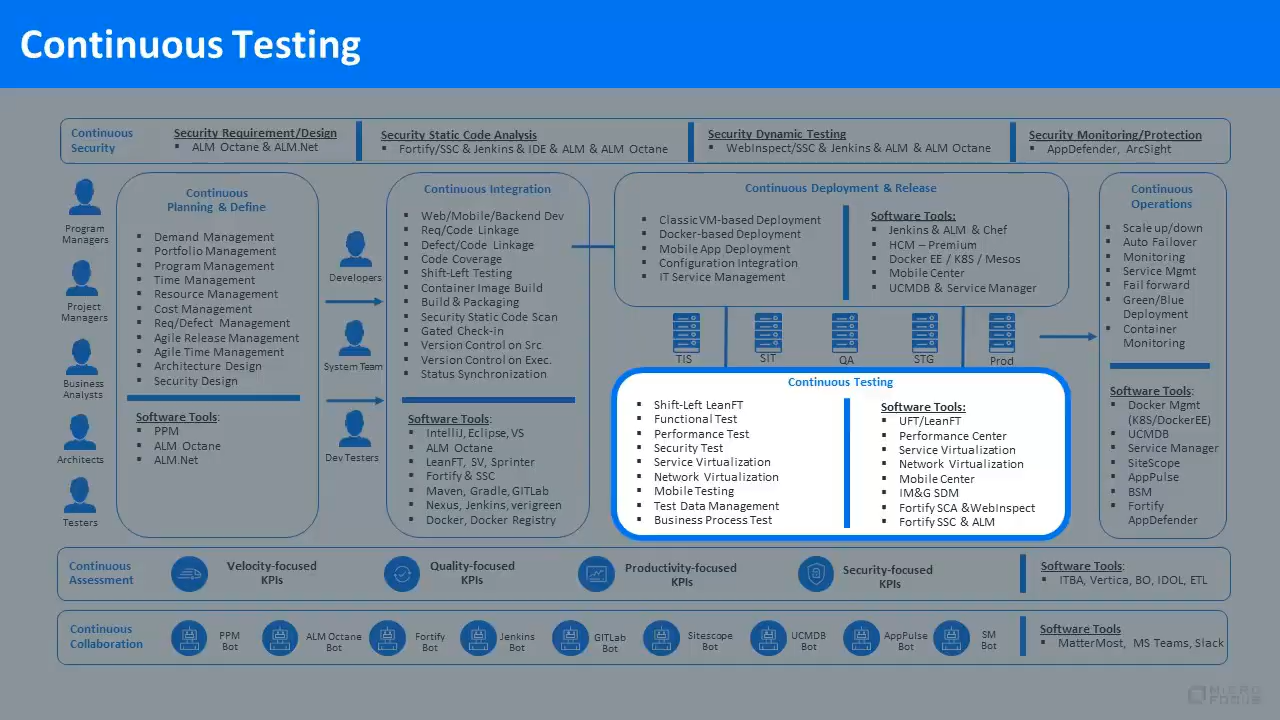 Continuous Testing
Continuous
Security
Security Requirement/Design
▪ ALM Octane & ALM.Net
Security Static Code Analysis
▪ Fortify/SSC & Jenkins & IDE & ALM & ALM Octane
Security Dynamic Testing
▪ WebInspect/SSC & Jenkins & ALM & ALM Octane
Security Monitoring/Protection
▪ AppDefender, ArcSight
Program
Managers
Project
Managers
Business
Analysts
Architects
Testers
Continuous
Planning & Define
▪ Demand Management
▪ Portfolio Management
▪ Program Management
▪ Time Management
▪ Resource Management
▪ Cost Management
▪ Req/Defect Management
▪ Agile Release Management
▪ Agile Time Management
▪ Architecture Design
▪ Security Design
Software Tools:
▪ PPM
▪ ALM Octane
▪ ALM.Net
Developers
System Team
Dev Testers
Continuous Integration
▪ Web/Mobile/Backend Dev
▪ Req/Code Linkage
▪ Defect/Code Linkage
▪ Code Coverage
▪ Shift-Left Testing
▪ Container Image Build
▪ Build & Packaging
▪ Security Static Code Scan
▪ Gated Check-in
▪ Version Control on Src.
▪ Version Control on Exec.
▪ Status Synchronization
Software Tools:
▪ IntelliJ, Eclipse, VS
▪ ALM Octane
▪ LeanFT, SV, Sprinter
▪ Fortify & SSC
▪ Maven, Gradle, GITLab
▪ Nexus, Jenkins, verigreen
▪ Docker, Docker Registry
Continuous Deployment & Release
▪ Classic VM-based Deployment
▪ Docker-based Deployment
▪ Mobile App Deployment
▪ Configuration Integration
▪ IT Service Management
Software Tools:
▪ Jenkins & ALM & Chef
▪ HCM – Premium
▪ Docker EE / K8S / Mesos
▪ Mobile Center
▪ UCMDB & Service Manager
TIS
SIT
QA
STG
Prod
Continuous Testing
▪ Shift-Left LeanFT
▪ Functional Test
▪ Performance Test
▪ Security Test
▪ Service Virtualization
▪ Network Virtualization
▪ Mobile Testing
▪ Test Data Management
▪ Business Process Test
Software Tools:
▪ UFT/LeanFT
▪ Performance Center
▪ Service Virtualization
▪ Network Virtualization
▪ Mobile Center
▪ IM&G SDM
▪ Fortify SCA &WebInspect
▪ Fortify SSC & ALM
Continuous
Operations
▪ Scale up/down
▪ Auto Failover
▪ Monitoring
▪ Service Mgmt
▪ Fail forward
▪ Green/Blue
Deployment
▪ Container
Monitoring
Software Tools:
▪ Docker Mgmt
(K8S/DockerEE)
▪ UCMDB
▪ Service Manager
▪ SiteScope
▪ AppPulse
▪ BSM
▪ Fortify
AppDefender
Continuous
Assessment
Velocity-focused
KPIs
Quality-focused
KPIs
Productivity-focused
KPIs
Security-focused
KPIs
Software Tools:
▪ ITBA, Vertica, BO, IDOL, ETL
Continuous
Collaboration
PPM
Bot
ALM Octane
Bot
Fortify
Bot
Jenkins
Bot
GITLab
Bot
Sitescope
Bot
UCMDB
Bot
AppPulse
Bot
SM
Bot
Software Tools
▪ MatterMost, MS Teams, Slack
MICRO
FOCUS